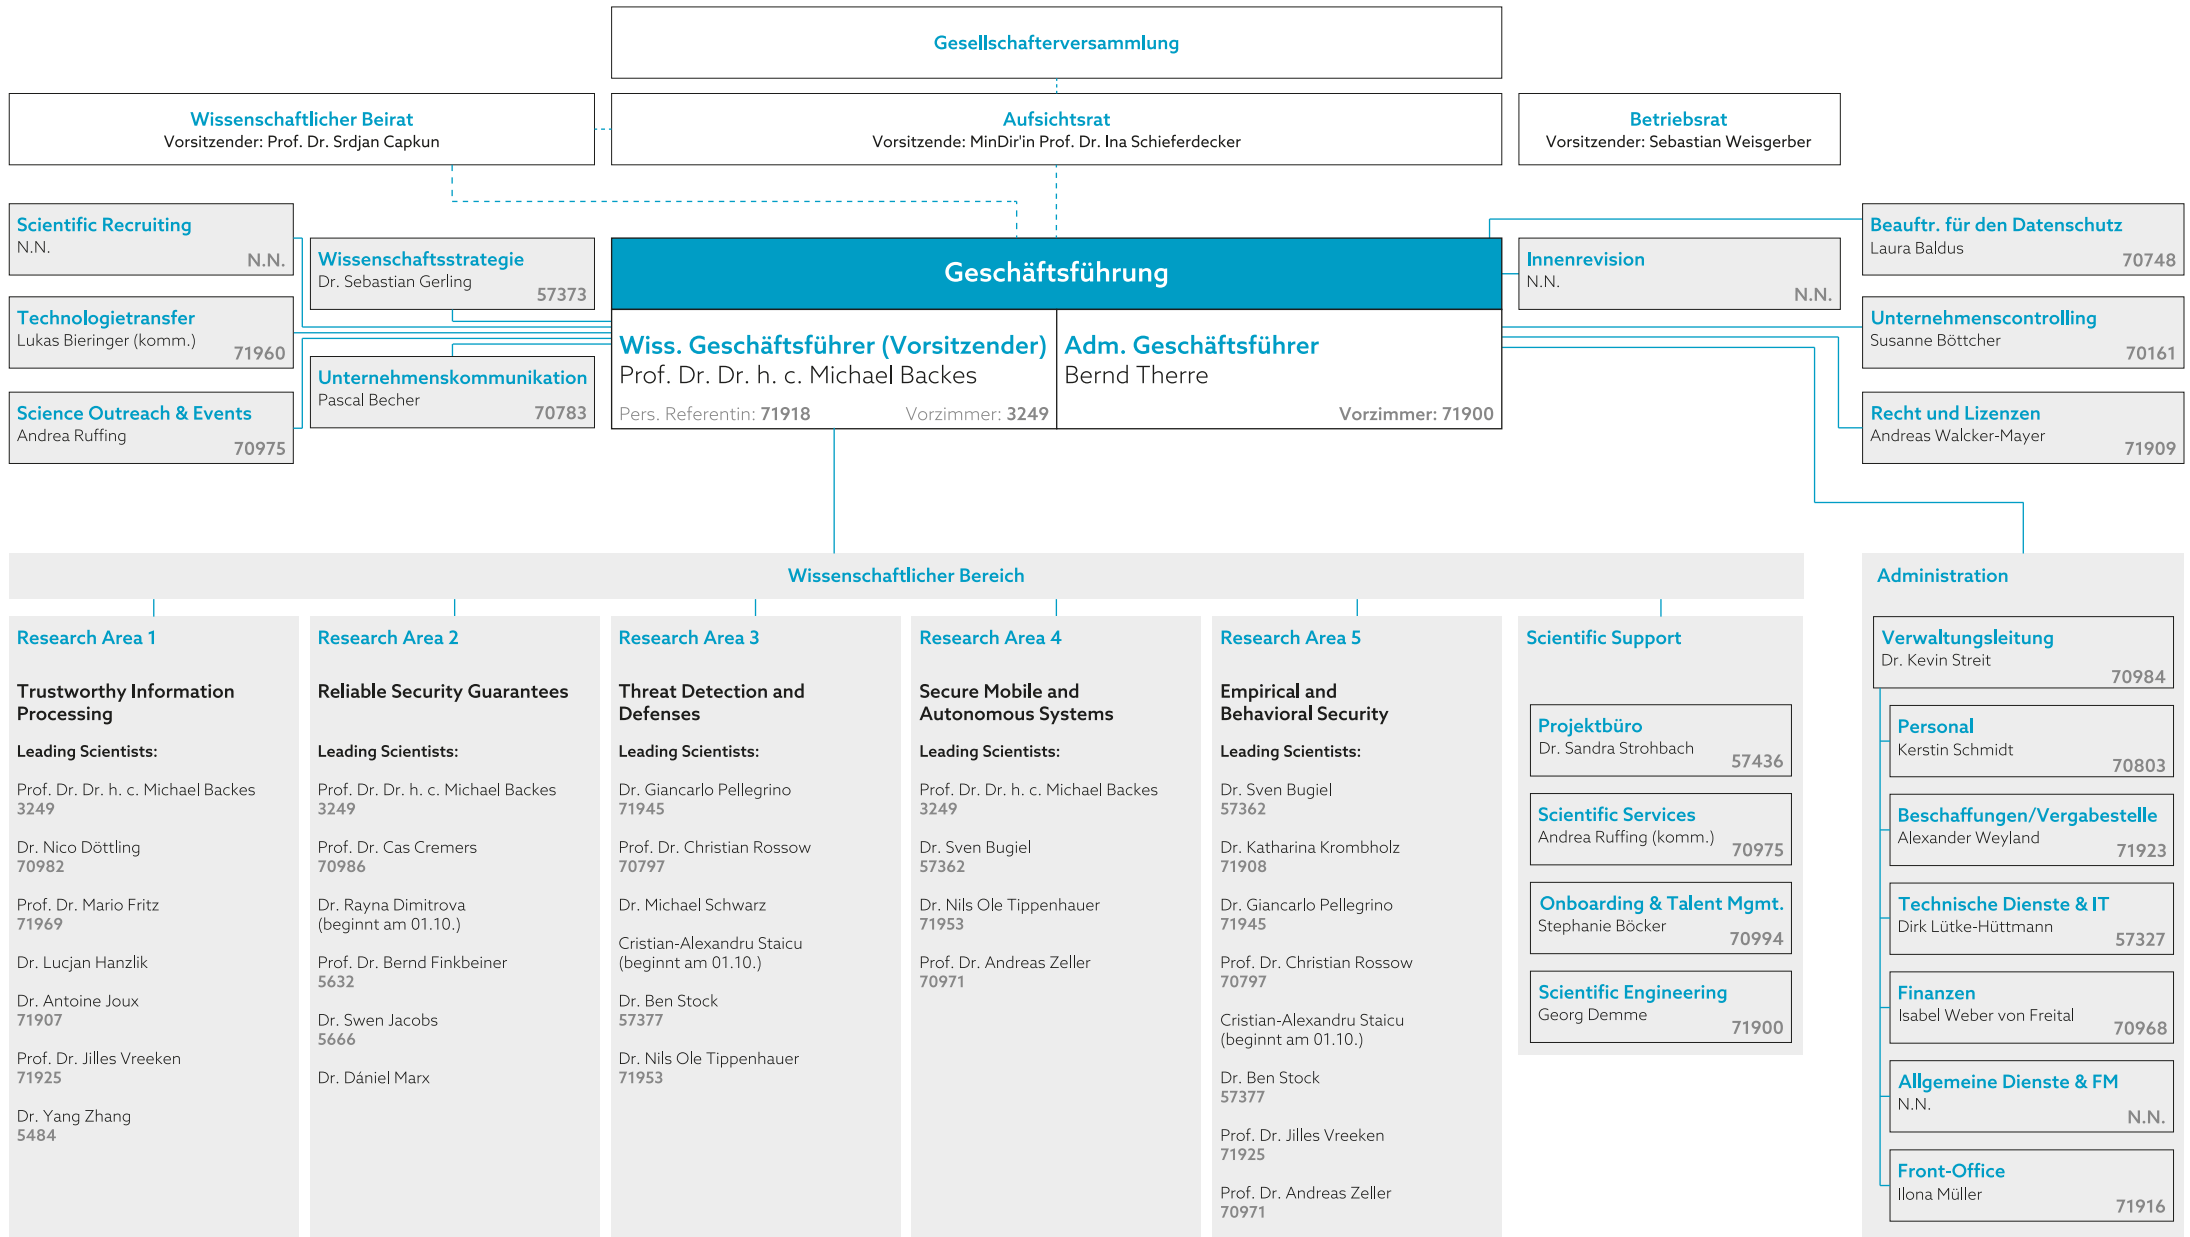 Gesellschafterversammlung
Wissenschaftlicher Beirat
Vorsitzender: Prof. Dr. Srdjan Capkun
Aufsichtsrat
Vorsitzende: MinDir'in Prof. Dr. Ina Schieferdecker
Betriebsrat
Vorsitzender: Sebastian Weisgerber
Scientific Recruiting
N.N.
N.N.
Wissenschaftsstrategie
Dr. Sebastian Gerling
57373
Technologietransfer
Lukas Bieringer (komm.)
71960
Unternehmenskommunikation
Pascal Becher
70783
Science Outreach & Events
Andrea Ruffing
70975
Geschäftsführung
Wiss. Geschäftsführer (Vorsitzender)
Prof. Dr. Dr. h. c. Michael Backes
Pers. Referentin: 71918 Vorzimmer: 3249
Adm. Geschäftsführer
Bernd Therre
Vorzimmer: 71900
Innenrevision
N.N.
N.N.
Beauftr. für den Datenschutz
Laura Baldus
70748
Unternehmenscontrolling
Susanne Böttcher
70161
Recht und Lizenzen
Andreas Walcker-Mayer
71909
Wissenschaftlicher Bereich
Research Area 1
Trustworthy Information
Processing
Leading Scientists:
Prof. Dr. Dr. h. c. Michael Backes
3249
Dr. Nico Döttling
70982
Prof. Dr. Mario Fritz
71969
Dr. Lucjan Hanzlik
Dr. Antoine Joux
71907
Prof. Dr. Jilles Vreeken
71925
Dr. Yang Zhang
5484
Research Area 2
Reliable Security Guarantees
Leading Scientists:
Prof. Dr. Dr. h. c. Michael Backes
3249
Prof. Dr. Cas Cremers
70986
Dr. Rayna Dimitrova
(beginnt am 01.10.)
Prof. Dr. Bernd Finkbeiner
5632
Dr. Swen Jacobs
5666
Dr. Dániel Marx
Research Area 3
Threat Detection and
Defenses
Leading Scientists:
Dr. Giancarlo Pellegrino
71945
Prof. Dr. Christian Rossow
70797
Dr. Michael Schwarz
Cristian-Alexandru Staicu
(beginnt am 01.10.)
Dr. Ben Stock
57377
Dr. Nils Ole Tippenhauer
71953
Research Area 4
Secure Mobile and
Autonomous Systems
Leading Scientists:
Prof. Dr. Dr. h. c. Michael Backes
3249
Dr. Sven Bugiel
57362
Dr. Nils Ole Tippenhauer
71953
Prof. Dr. Andreas Zeller
70971
Research Area 5
Empirical and
Behavioral Security
Leading Scientists:
Dr. Sven Bugiel
57362
Dr. Katharina Krombholz
71908
Dr. Giancarlo Pellegrino
71945
Prof. Dr. Christian Rossow
70797
Cristian-Alexandru Staicu
(beginnt am 01.10.)
Dr. Ben Stock
57377
Prof. Dr. Jilles Vreeken
71925
Prof. Dr. Andreas Zeller
70971
Scientific Support
Projektbüro
Dr. Sandra Strohbach
57436
Scientific Services
Andrea Ruffing (komm.)
70975
Onboarding & Talent Mgmt.
Stephanie Böcker
70994
Scientific Engineering
Georg Demme
71900
Administration
Verwaltungsleitung
Dr. Kevin Streit
70984
Personal
Kerstin Schmidt
70803
Beschaffungen/Vergabestelle
Alexander Weyland
71923
Technische Dienste & IT
Dirk Lütke-Hüttmann
57327
Finanzen
Isabel Weber von Freital
70968
Allgemeine Dienste & FM
N.N.
N.N.
Front-Office
Ilona Müller
71916